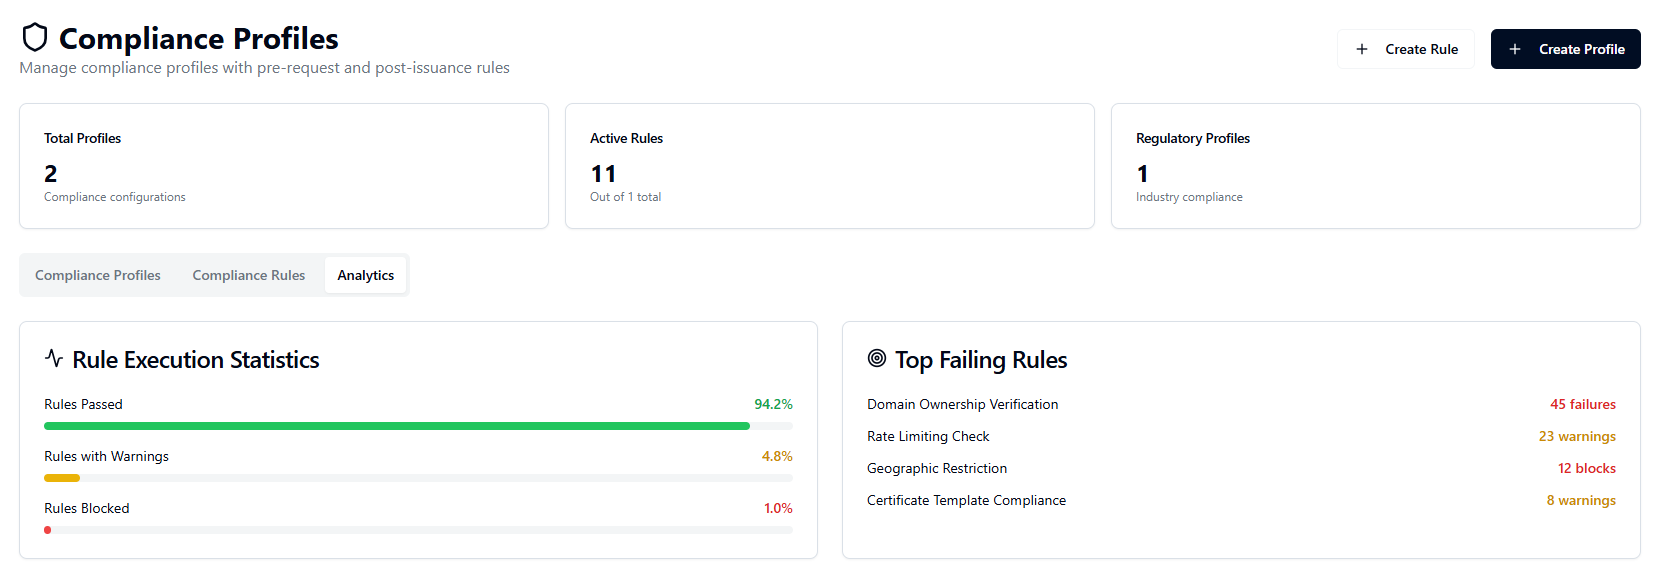 Compliance Profiles
Manage compliance profiles with pre-request and post-issuance rules
+ Create Rule
+ Create Profile
Total Profiles
2
Compliance configurations
Active Rules
11
Out of 1 total
Regulatory Profiles
1
Industry compliance
Compliance Profiles
Compliance Rules
Analytics
Rule Execution Statistics
Rules Passed 94.2%
Rules with Warnings 4.8%
Rules Blocked 1.0%
Top Failing Rules
Domain Ownership Verification 45 failures
Rate Limiting Check 23 warnings
Geographic Restriction 12 blocks
Certificate Template Compliance 8 warnings